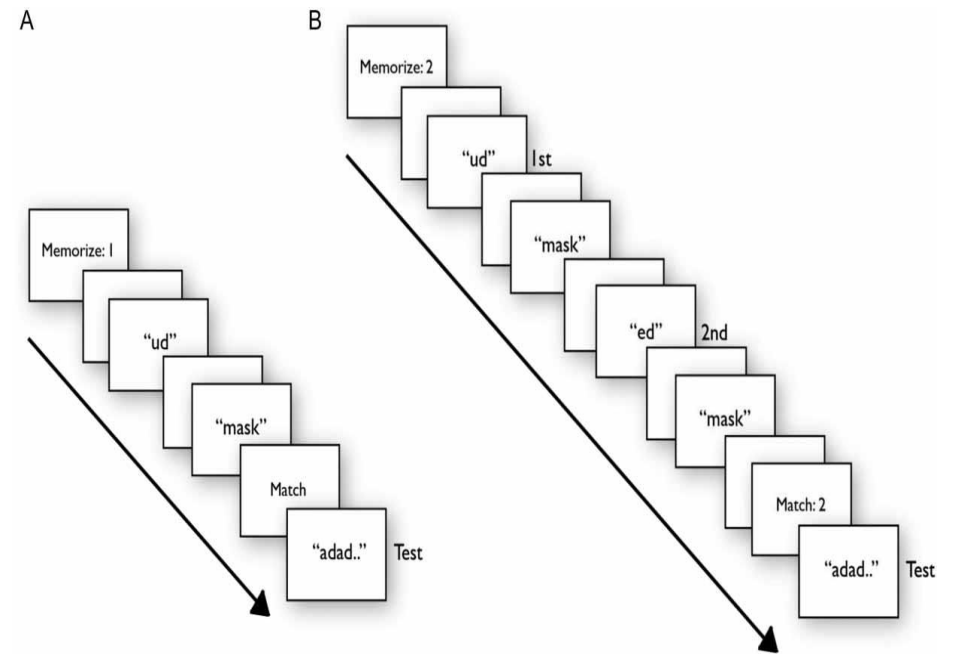 A
Memorize: 1
“ud”
“mask”
Match
“adad..” Test
B
Memorize: 2
“ud” 1st
“mask”
“ed” 2nd
“mask”
Match: 2
“adad..” Test